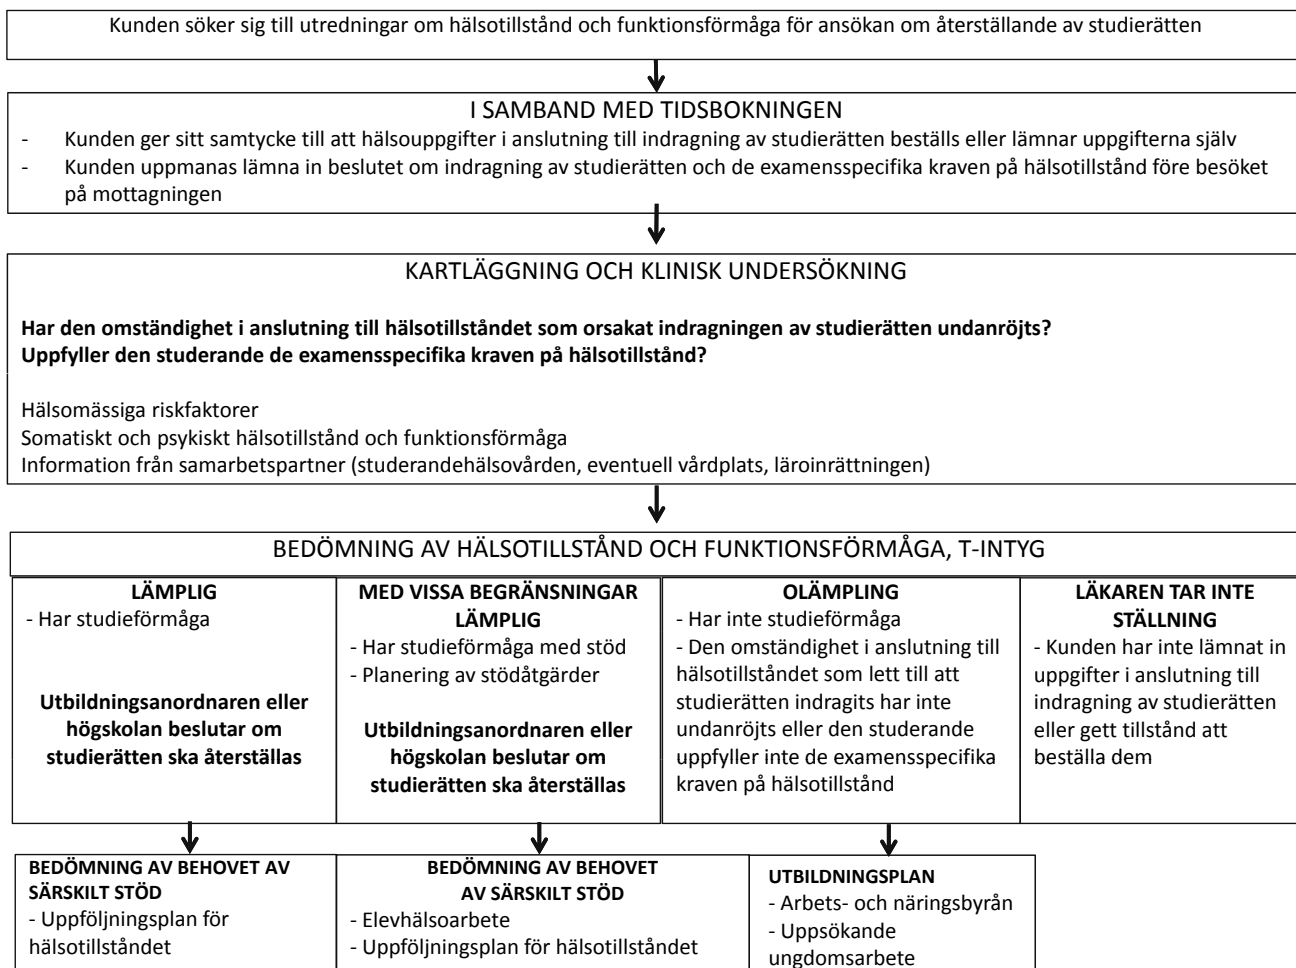 Kunden söker sig till utredningar om hälsotillstånd och funktionsförmåga för ansökan om återställande av studierätten
I SAMBAND MED TIDSBOKNINGEN
- Kunden ger sitt samtycke till att hälsouppgifter i anslutning till indragning av studierätten beställs eller lämnar uppgifterna själv
- Kunden uppmanas lämna in beslutet om indragning av studierätten och de examensspecifika kraven på hälsotillstånd före besöket
på mottagningen
KARTLÄGGNING OCH KLINISK UNDERSÖKNING
Har den omständighet i anslutning till hälsotillståndet som orsakat indragningen av studierätten undanröjts?
Uppfyller den studerande de examensspecifika kraven på hälsotillstånd?
Hälsomässiga riskfaktorer
Somatiskt och psykiskt hälsotillstånd och funktionsförmåga
Information från samarbetspartner (studerandehälsovården, eventuell vårdplats, läroinrättningen)
BEDÖMNING AV HÄLSOTILLSTÅND OCH FUNKTIONSFÖRMÅGA, T-INTYG
LÄMPLIG
- Har studieförmåga
Utbildningsanordnaren eller
högskolan beslutar om
studierätten ska återställas
MED VISSA BEGRÄNSNINGAR
LÄMPLIG
- Har studieförmåga med stöd
- Planering av stödåtgärder
Utbildningsanordnaren eller
högskolan beslutar om
studierätten ska återställas
OLÄMPLING
- Har inte studieförmåga
- Den omständighet i anslutning till
hälsotillståndet som lett till att
studierätten indragits har inte
undanröjts eller den studerande
uppfyller inte de examensspecifika
kraven på hälsotillstånd
LÄKAREN TAR INTE
STÄLLNING
- Kunden har inte lämnat in
uppgifter i anslutning till
indragning av studierätten
eller gett tillstånd att
beställa dem
BEDÖMNING AV BEHOVET AV
SÄRSKILT STÖD
- Uppföljningsplan för
hälsotillståndet
BEDÖMNING AV BEHOVET
AV SÄRSKILT STÖD
- Elevhälsoarbete
- Uppföljningsplan för hälsotillståndet
UTBILDNINGSPLAN
- Arbets- och näringsbyrån
- Uppsökande
ungdomsarbete